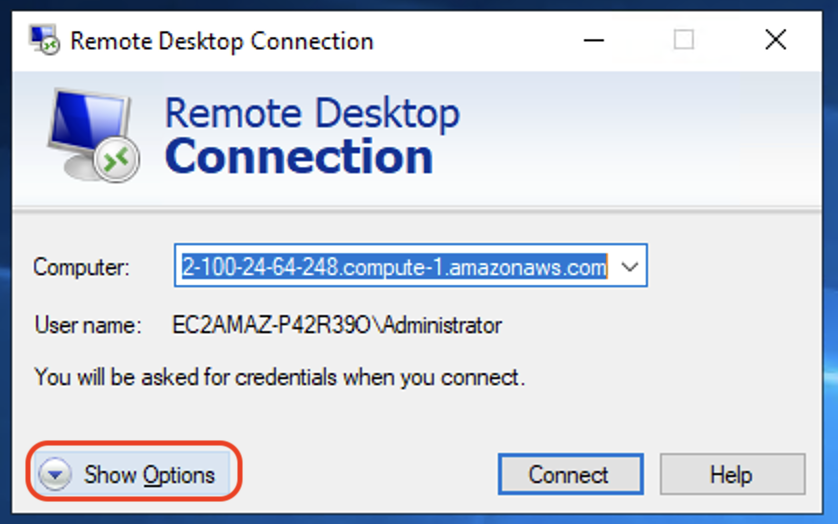 Remote Desktop Connection
Remote Desktop
Connection
Computer: 2-100-24-64-248.compute-1.amazonaws.com
User name: EC2AMAZ-P42R39O\Administrator
You will be asked for credentials when you connect.
Show Options Connect Help